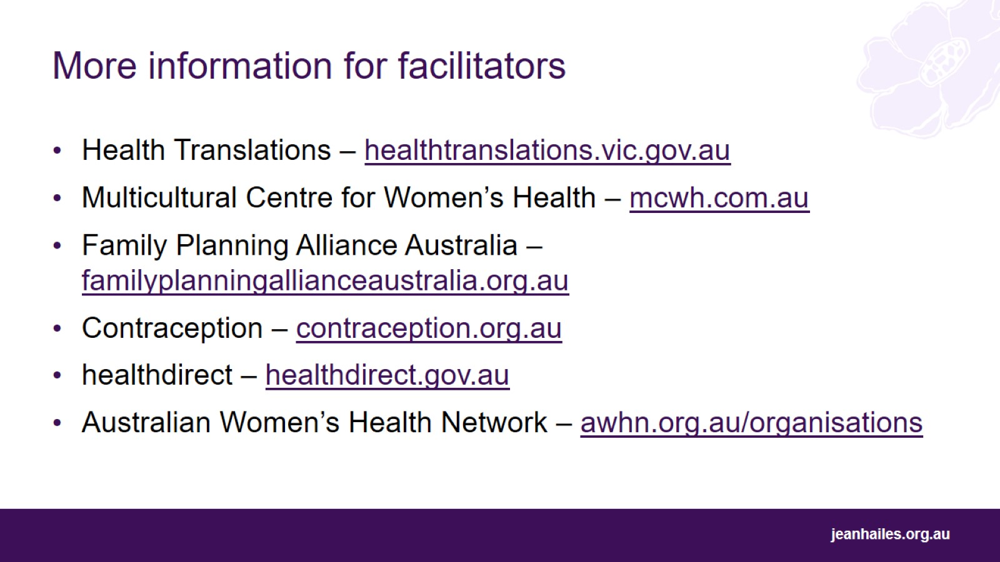 More information for facilitators
• Health Translations – healthtranslations.vic.gov.au
• Multicultural Centre for Women’s Health – mcwh.com.au
• Family Planning Alliance Australia –
familyplanningallianceaustralia.org.au
• Contraception – contraception.org.au
• healthdirect – healthdirect.gov.au
• Australian Women’s Health Network – awhn.org.au/organisations
jeanhailes.org.au